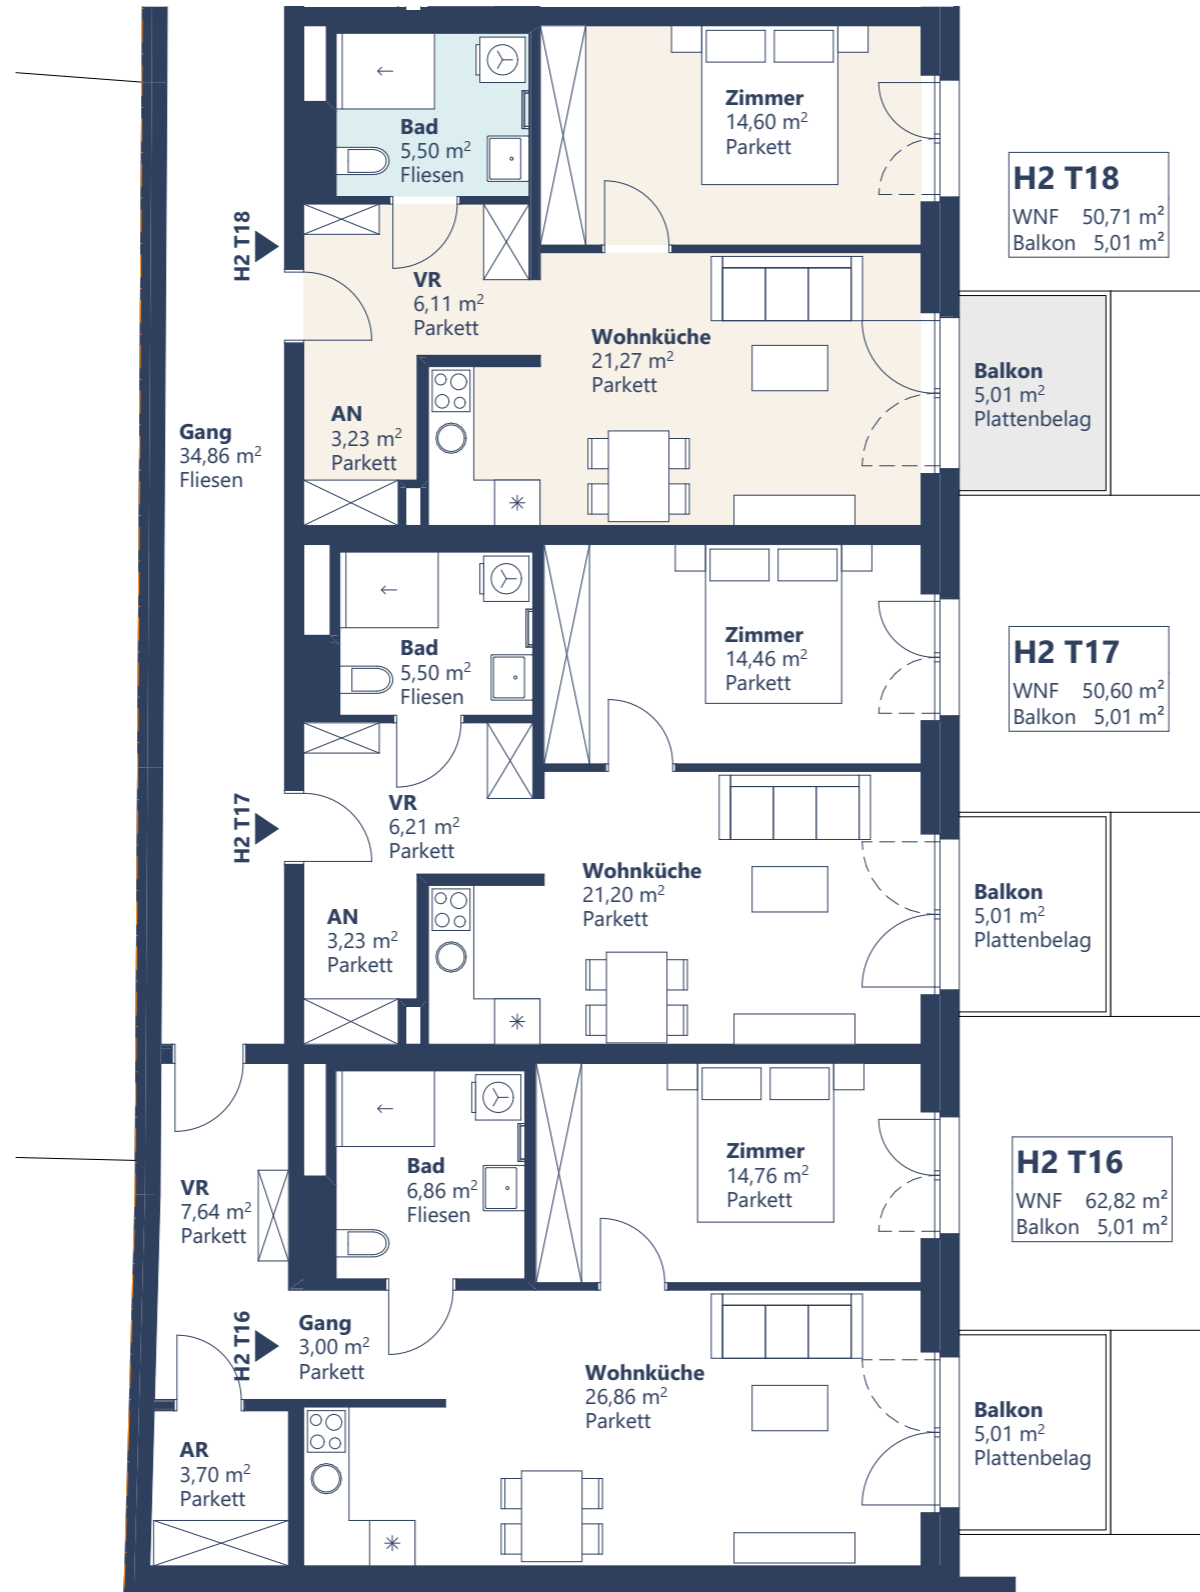 Bad
5,50 m²
Fliesen
Zimmer
14,60 m²
Parkett
H2 T18
WNF 50,71 m²
Balkon 5,01 m²
H2 T18
VR
6,11 m²
Parkett
Wohnküche
21,27 m²
Parkett
Balkon
5,01 m²
Plattenbelag
Gang
34,86 m²
Fliesen
AN
3,23 m²
Parkett
Bad
5,50 m²
Fliesen
Zimmer
14,46 m²
Parkett
H2 T17
WNF 50,60 m²
Balkon 5,01 m²
H2 T17
VR
6,21 m²
Parkett
Wohnküche
21,20 m²
Parkett
Balkon
5,01 m²
Plattenbelag
AN
3,23 m²
Parkett
Bad
6,86 m²
Fliesen
Zimmer
14,76 m²
Parkett
H2 T16
WNF 62,82 m²
Balkon 5,01 m²
VR
7,64 m²
Parkett
H2 T16
Gang
3,00 m²
Parkett
Wohnküche
26,86 m²
Parkett
Balkon
5,01 m²
Plattenbelag
AR
3,70 m²
Parkett